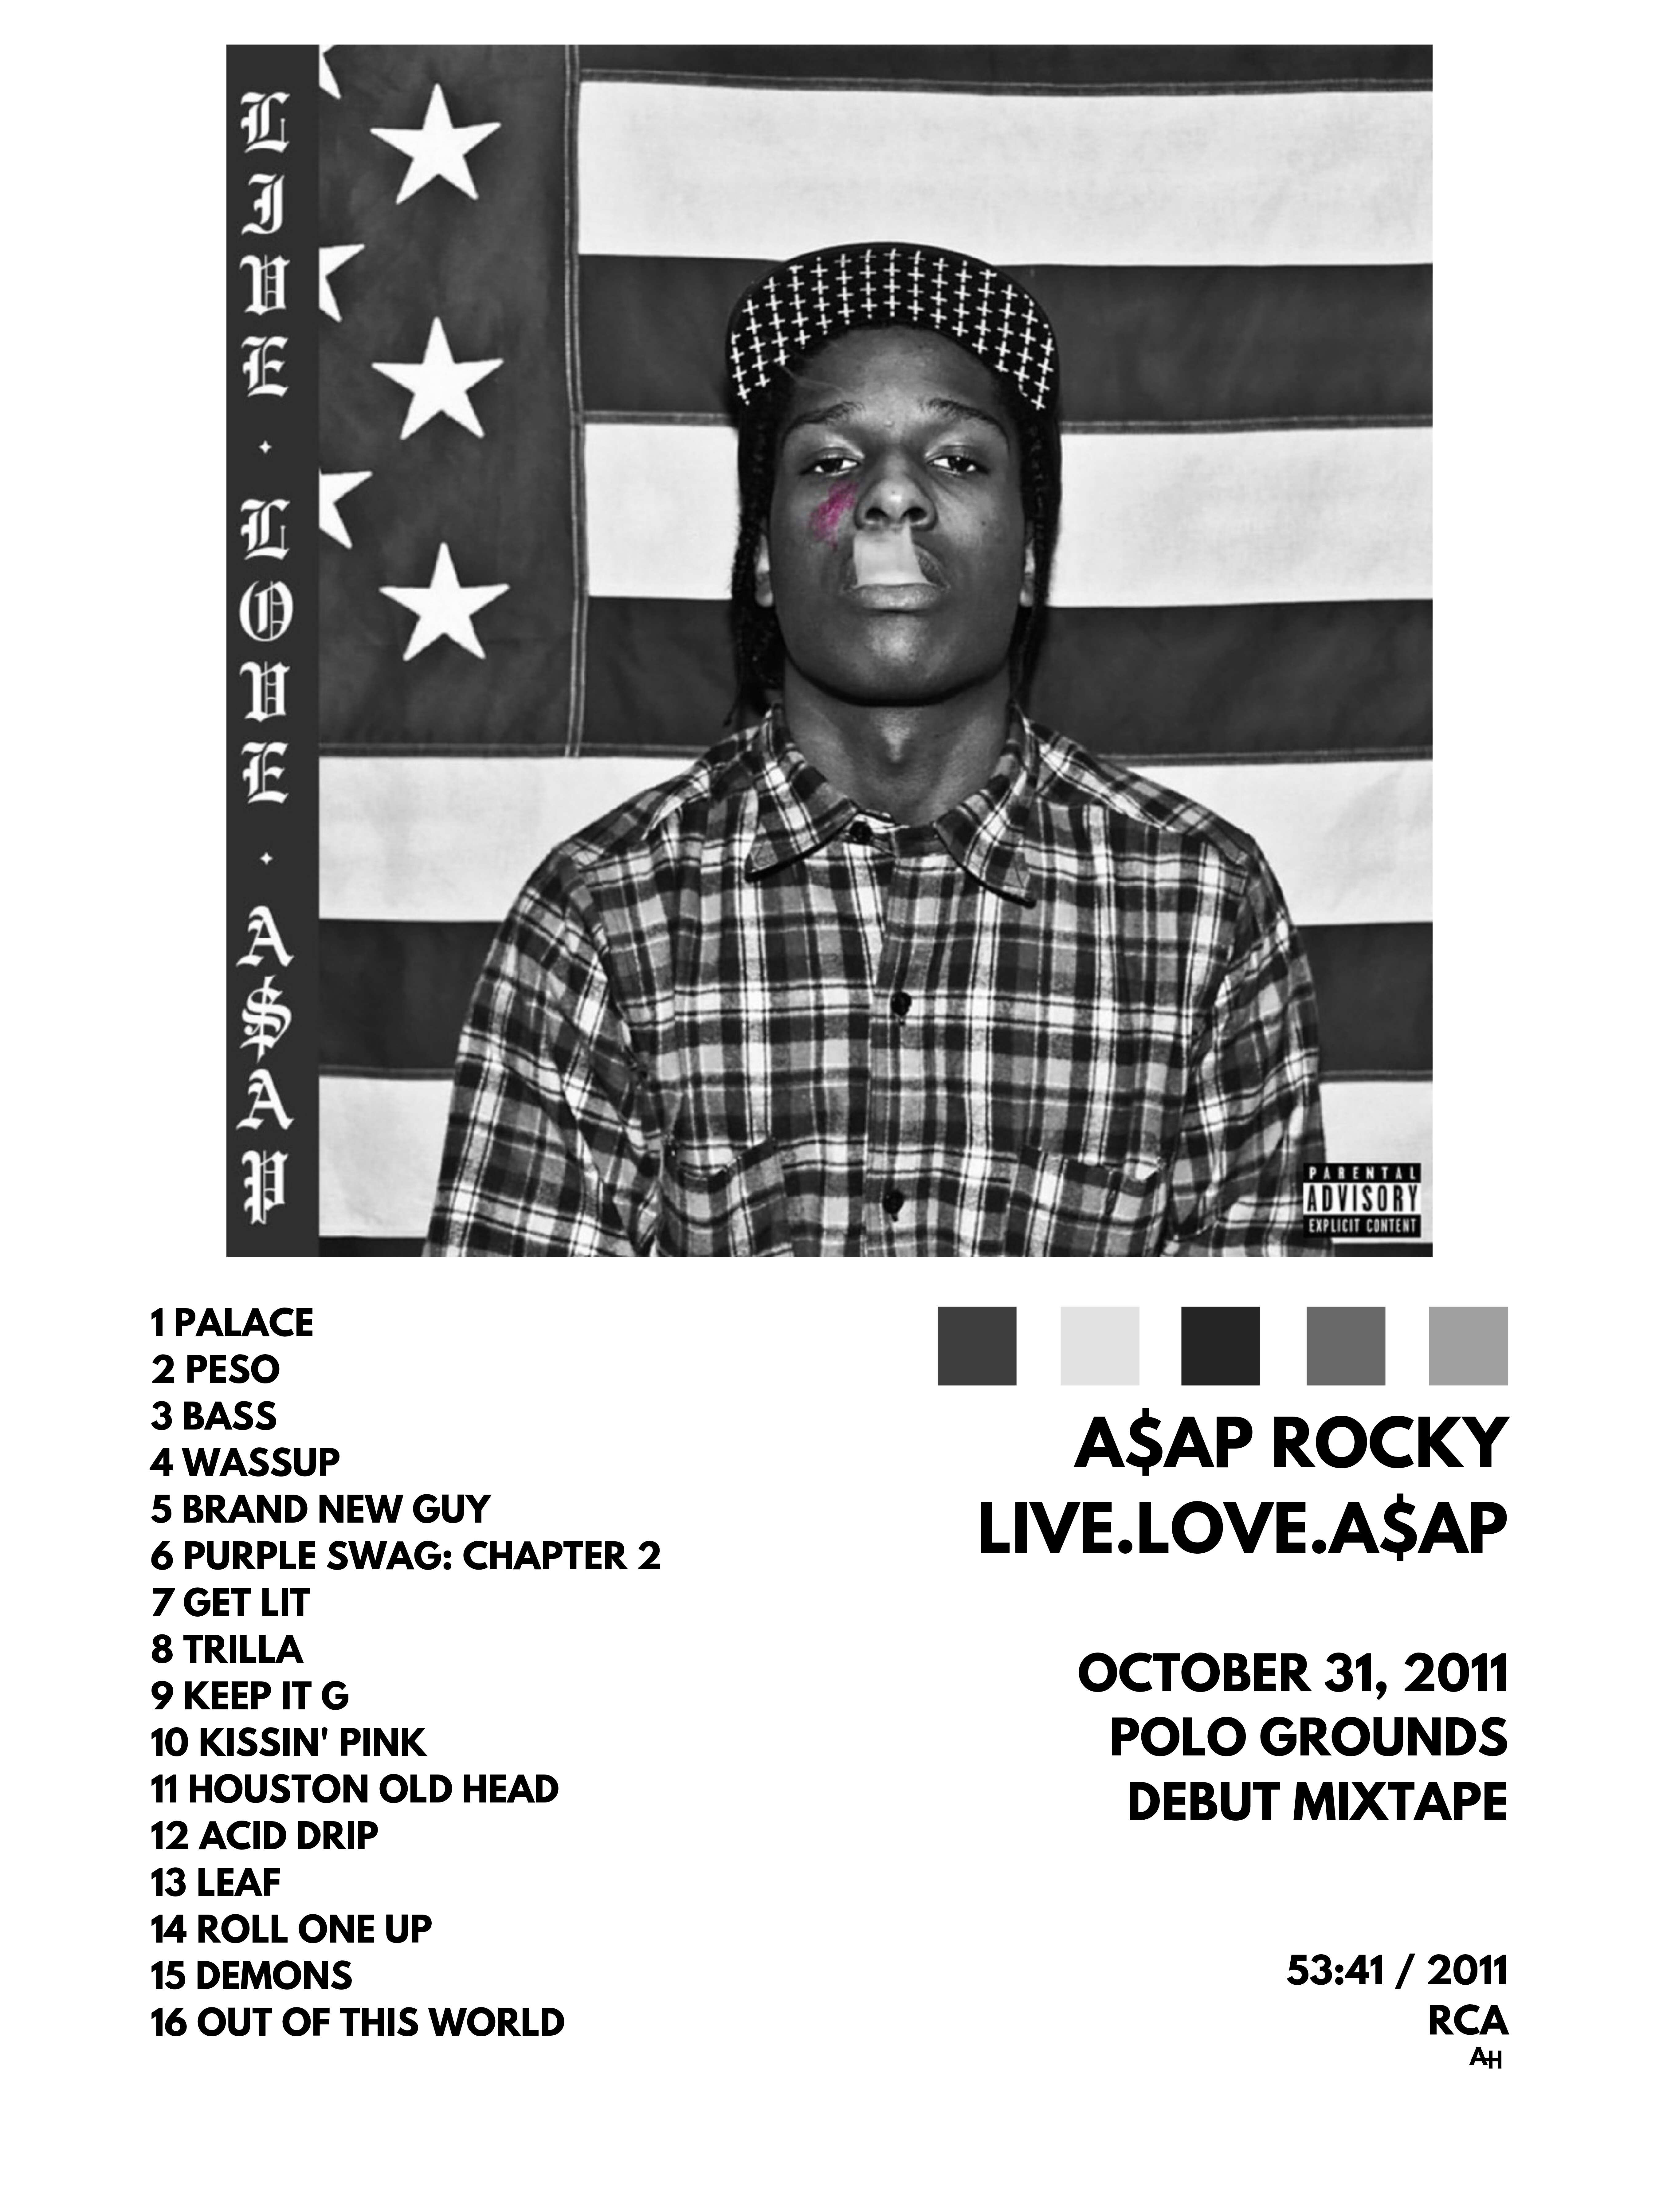 LIVE · LOVE · A$AP
PARENTAL
ADVISORY
EXPLICIT CONTENT
1 PALACE
2 PESO
3 BASS
4 WASSUP
5 BRAND NEW GUY
6 PURPLE SWAG: CHAPTER 2
7 GET LIT
8 TRILLA
9 KEEP IT G
10 KISSIN' PINK
11 HOUSTON OLD HEAD
12 ACID DRIP
13 LEAF
14 ROLL ONE UP
15 DEMONS
16 OUT OF THIS WORLD
A$AP ROCKY
LIVE.LOVE.A$AP
OCTOBER 31, 2011
POLO GROUNDS
DEBUT MIXTAPE
53:41 / 2011
RCA
AH